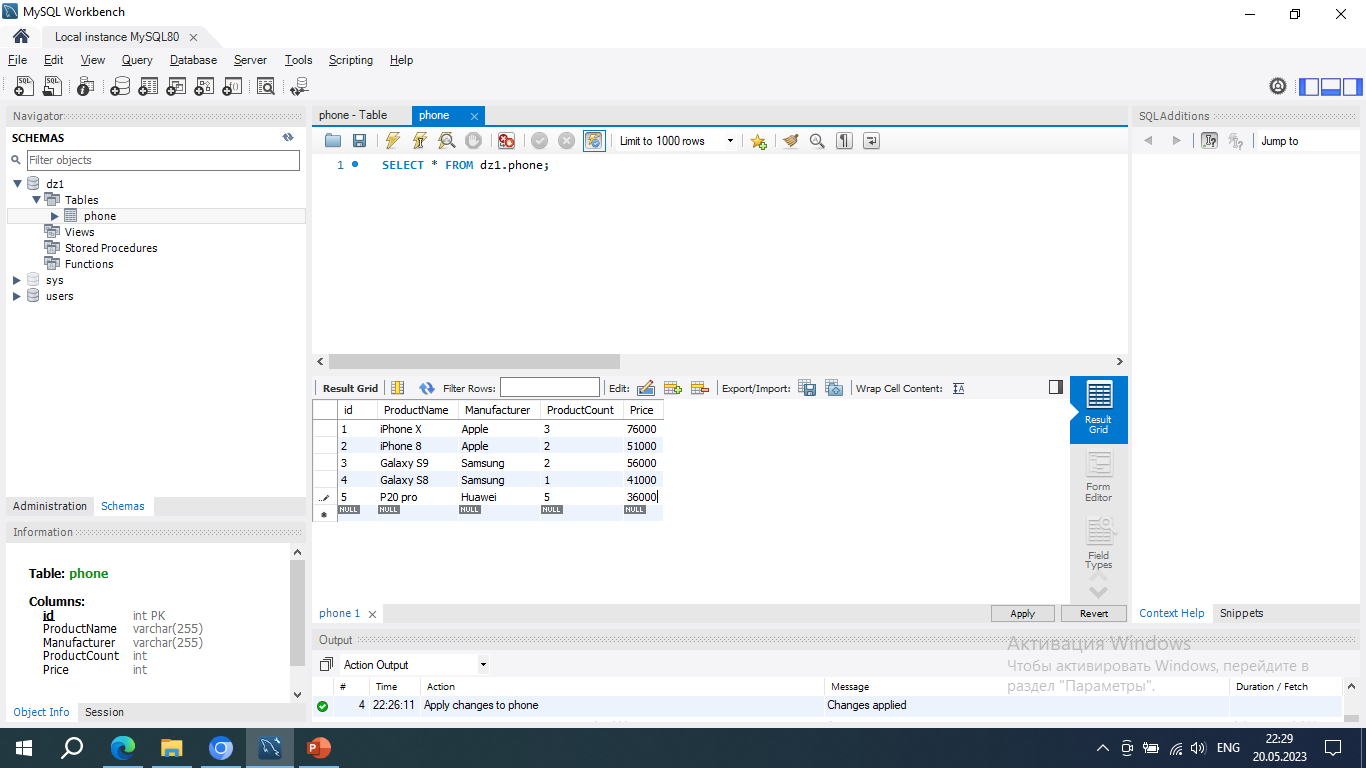 MySQL Workbench
Local instance MySQL80
File Edit View Query Database Server Tools Scripting Help
Navigator
SCHEMAS
Filter objects
dz1
Tables
phone
Views
Stored Procedures
Functions
sys
users
Administration Schemas
Information
Table: phone
Columns:
id int PK
ProductName varchar(255)
Manufacturer varchar(255)
ProductCount int
Price int
Object Info Session
phone - Table phone
Limit to 1000 rows
1 SELECT * FROM dz1.phone;
Result Grid Filter Rows: Edit: Export/Import: Wrap Cell Content:
id ProductName Manufacturer ProductCount Price
1 iPhone X Apple 3 76000
2 iPhone 8 Apple 2 51000
3 Galaxy S9 Samsung 2 56000
4 Galaxy S8 Samsung 1 41000
5 P20 pro Huawei 5 36000
NULL NULL NULL NULL NULL
Result
Grid
Form
Editor
Field
Types
phone 1
Apply Revert
SQLAdditions
Jump to
Context Help Snippets
Output
Action Output
# Time Action Message Duration / Fetch
4 22:26:11 Apply changes to phone Changes applied
Активация Windows
Чтобы активировать Windows, перейдите в
раздел "Параметры".
ENG
22:29
20.05.2023